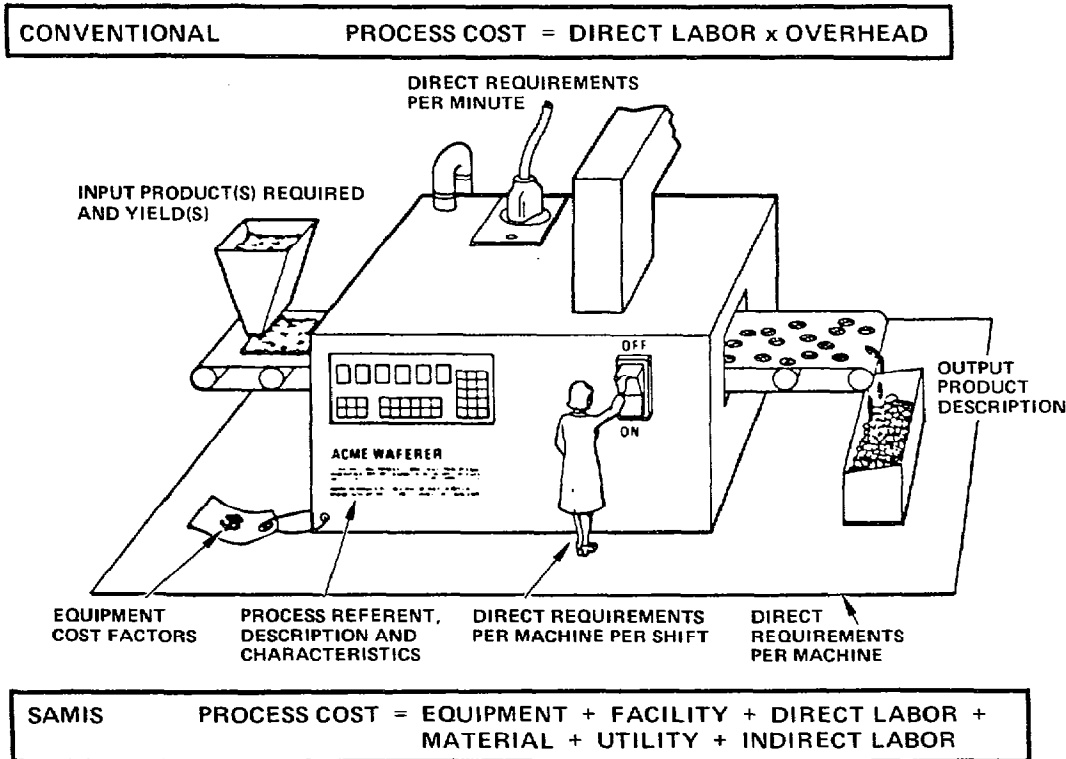 CONVENTIONAL PROCESS COST = DIRECT LABOR x OVERHEAD
DIRECT REQUIREMENTS
PER MINUTE
INPUT PRODUCT(S) REQUIRED
AND YIELD(S)
OFF
ON
ACME WAFERER
OUTPUT
PRODUCT
DESCRIPTION
EQUIPMENT
COST FACTORS
PROCESS REFERENT,
DESCRIPTION AND
CHARACTERISTICS
DIRECT REQUIREMENTS
PER MACHINE PER SHIFT
DIRECT
REQUIREMENTS
PER MACHINE
SAMIS PROCESS COST = EQUIPMENT + FACILITY + DIRECT LABOR +
MATERIAL + UTILITY + INDIRECT LABOR